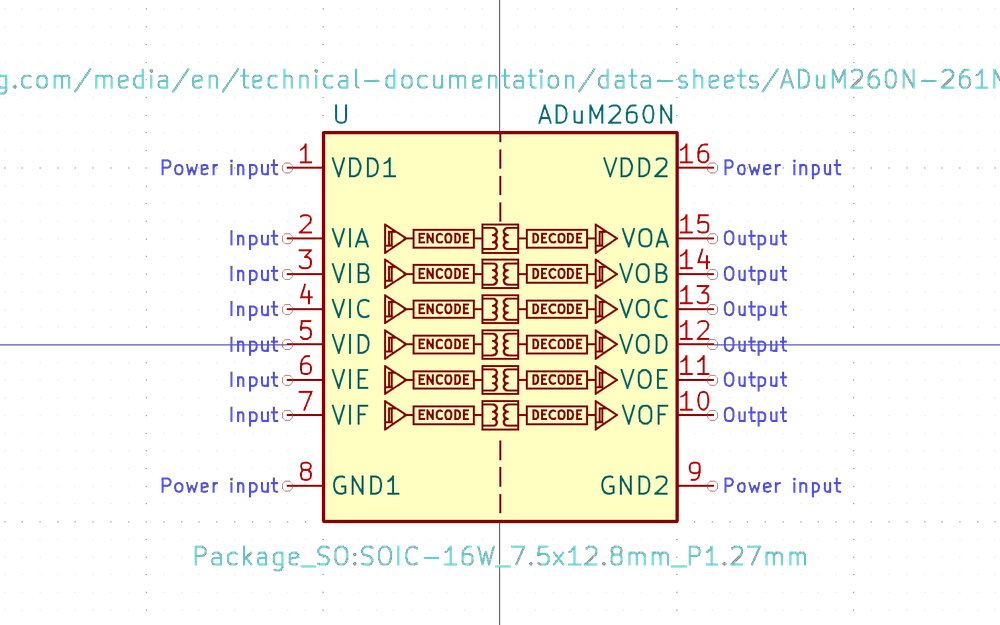 g.com/media/en/technical-documentation/data-sheets/ADuM260N-261N
U ADuM260N
1 16
Power input VDD1 VDD2 Power input
2 15
Input VIA ENCODE DECODE VOA Output
3 14
Input VIB ENCODE DECODE VOB Output
4 13
Input VIC ENCODE DECODE VOC Output
5 12
Input VID ENCODE DECODE VOD Output
6 11
Input VIE ENCODE DECODE VOE Output
7 10
Input VIF ENCODE DECODE VOF Output
8 9
Power input GND1 GND2 Power input
Package_SO:SOIC-16W_7.5x12.8mm_P1.27mm